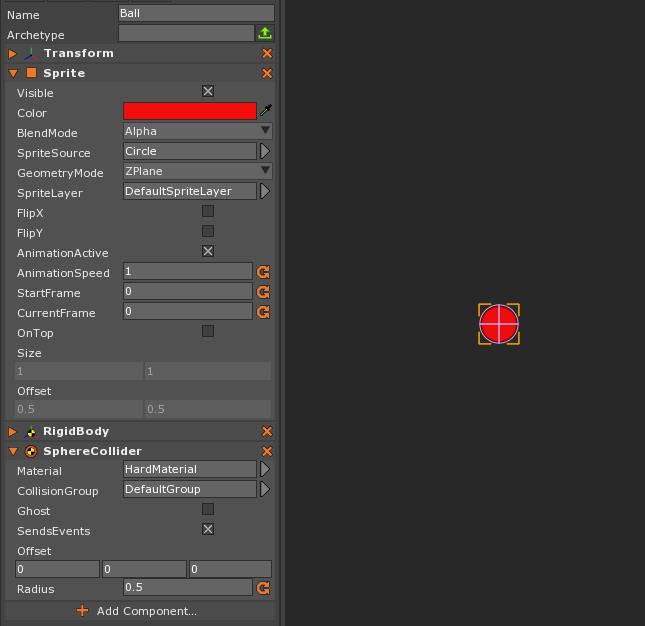 Name Ball
Archetype
Transform
Sprite
Visible
Color
BlendMode Alpha
SpriteSource Circle
GeometryMode ZPlane
SpriteLayer DefaultSpriteLayer
FlipX
FlipY
AnimationActive
AnimationSpeed 1
StartFrame 0
CurrentFrame 0
OnTop
Size
1 1
Offset
0.5 0.5
RigidBody
SphereCollider
Material HardMaterial
CollisionGroup DefaultGroup
Ghost
SendsEvents
Offset
0 0 0
Radius 0.5
Add Component...